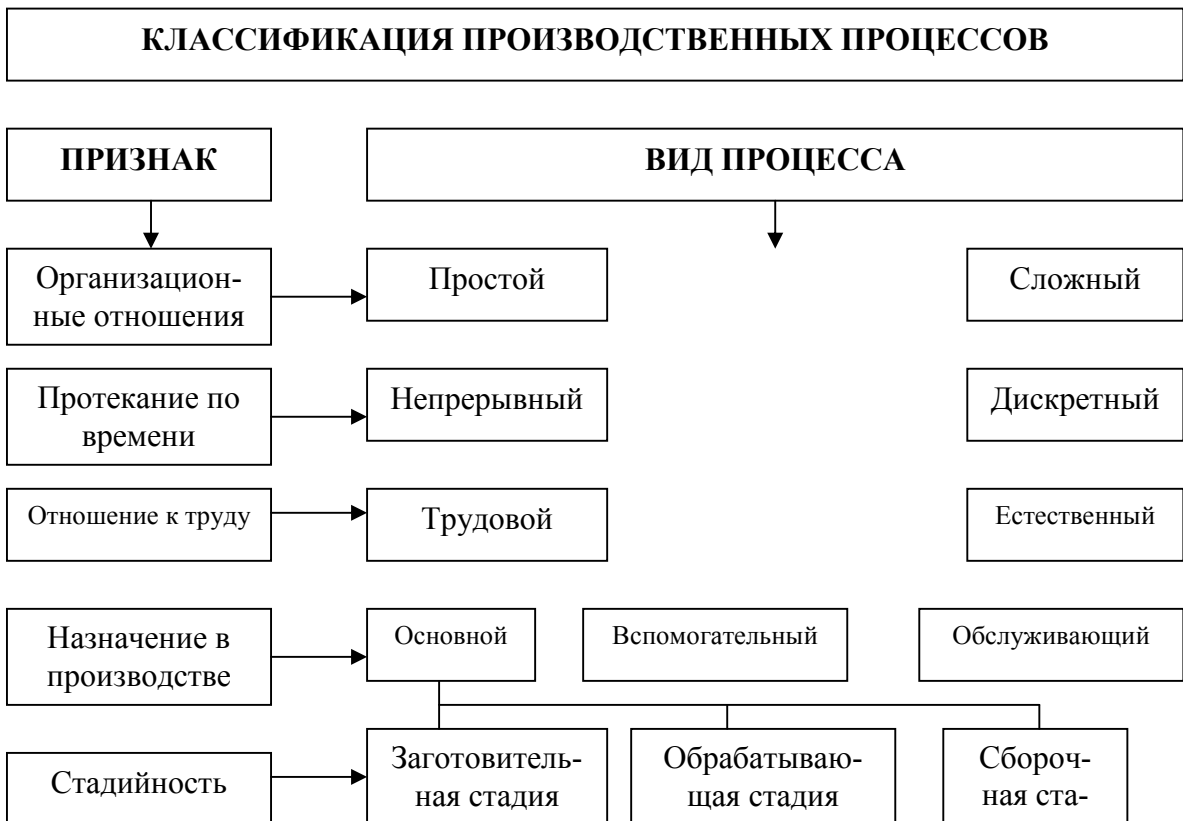 КЛАССИФИКАЦИЯ ПРОИЗВОДСТВЕННЫХ ПРОЦЕССОВ
ПРИЗНАК
ВИД ПРОЦЕССА
Организацион-
ные отношения
Простой
Сложный
Протекание по
времени
Непрерывный
Дискретный
Отношение к труду
Трудовой
Естественный
Назначение в
производстве
Основной
Вспомогательный
Обслуживающий
Стадийность
Заготовитель-
ная стадия
Обрабатываю-
щая стадия
Сбороч-
ная ста-